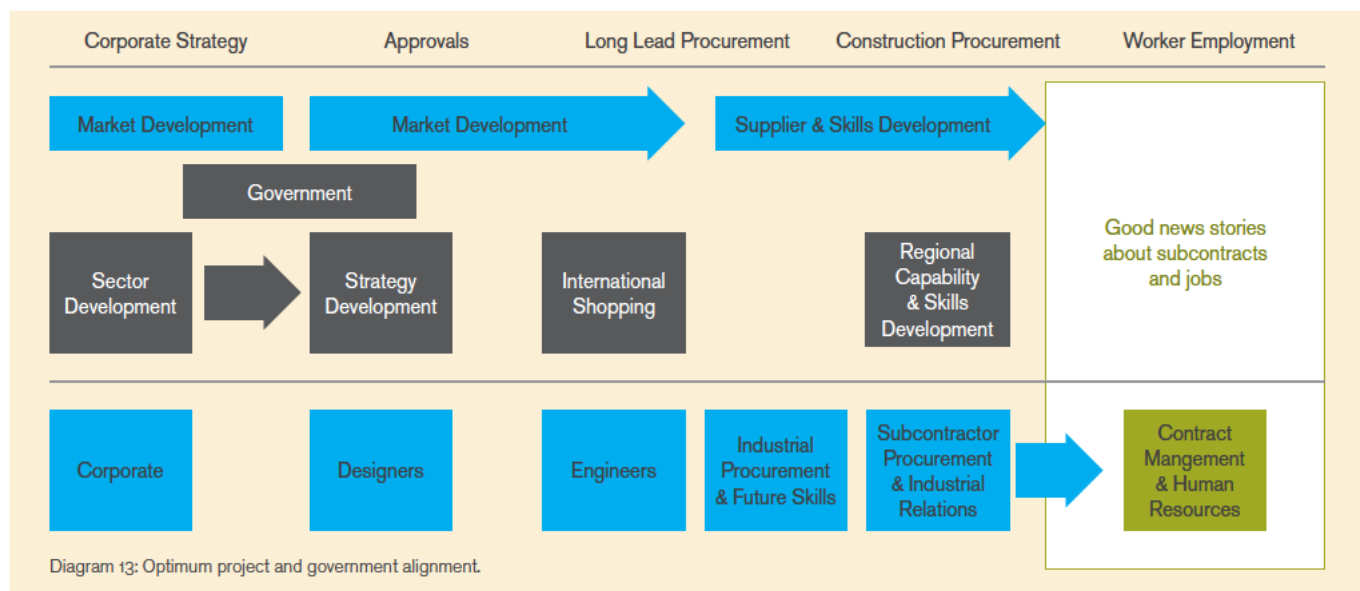 Corporate Strategy
Approvals
Long Lead Procurement
Construction Procurement
Worker Employment
Market Development
Market Development
Supplier & Skills Development
Government
Sector
Development
Strategy
Development
International
Shopping
Regional
Capability
& Skills
Development
Good news stories
about subcontracts
and jobs
Corporate
Designers
Engineers
Industrial
Procurement
& Future Skills
Subcontractor
Procurement
& Industrial
Relations
Contract
Mangement
& Human
Resources
Diagram 13: Optimum project and government alignment.